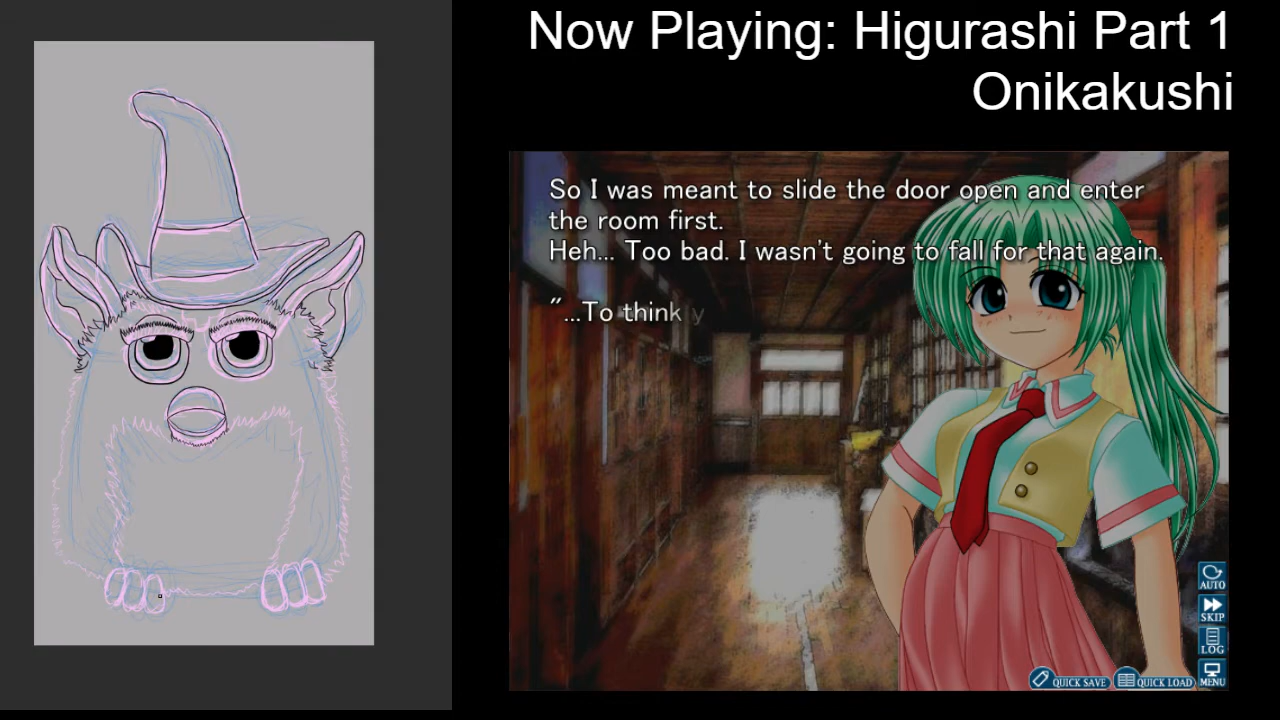 Now Playing: Higurashi Part 1
Onikakushi
So I was meant to slide the door open and enter
the room first.
Heh... Too bad. I wasn't going to fall for that again.
"...To think y
AUTO
SKIP
LOG
MENU
QUICK SAVE
QUICK LOAD